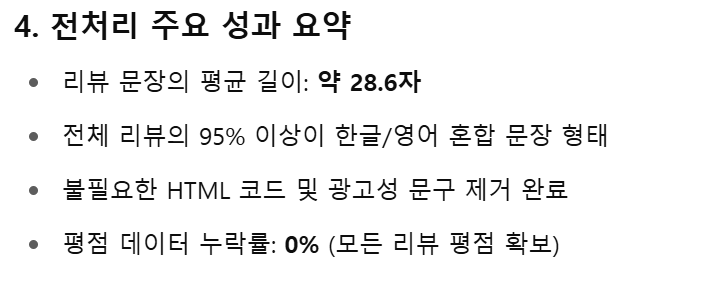 4. 전처리 주요 성과 요약
• 리뷰 문장의 평균 길이: 약 28.6자
• 전체 리뷰의 95% 이상이 한글/영어 혼합 문장 형태
• 불필요한 HTML 코드 및 광고성 문구 제거 완료
• 평점 데이터 누락률: 0% (모든 리뷰 평점 확보)